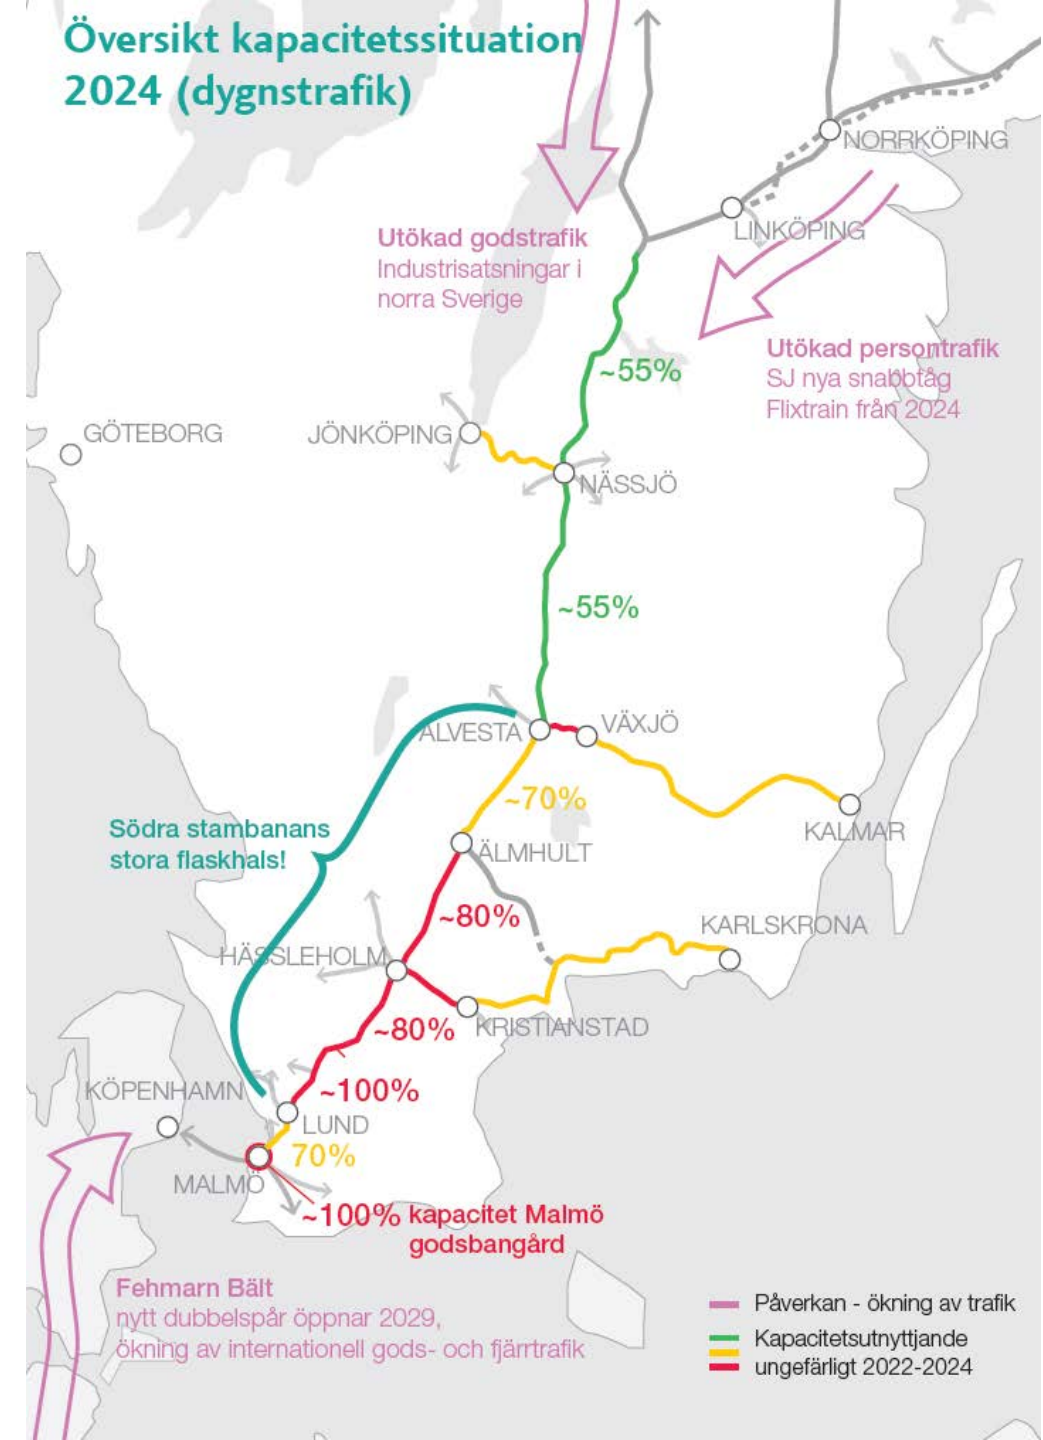 Översikt kapacitetssituation
2024 (dygnstrafik)
NORRKÖPING
LINKÖPING
Utökad godstrafik
Industrisatsningar i
norra Sverige
Utökad persontrafik
SJ nya snabbtåg
Flixtrain från 2024
~55%
GÖTEBORG
JÖNKÖPING
NÄSSJÖ
~55%
ALVESTA
VÄXJÖ
~70%
KALMAR
Södra stambanans
stora flaskhals!
ÄLMHULT
~80%
KARLSKRONA
HÄSSLEHOLM
~80%
KRISTIANSTAD
~100%
KÖPENHAMN
LUND
70%
MALMÖ
~100% kapacitet Malmö
godsbangård
Fehmarn Bält
nytt dubbelspår öppnar 2029,
ökning av internationell gods- och fjärrtrafik
Påverkan - ökning av trafik
Kapacitetsutnyttjande
ungefärligt 2022-2024